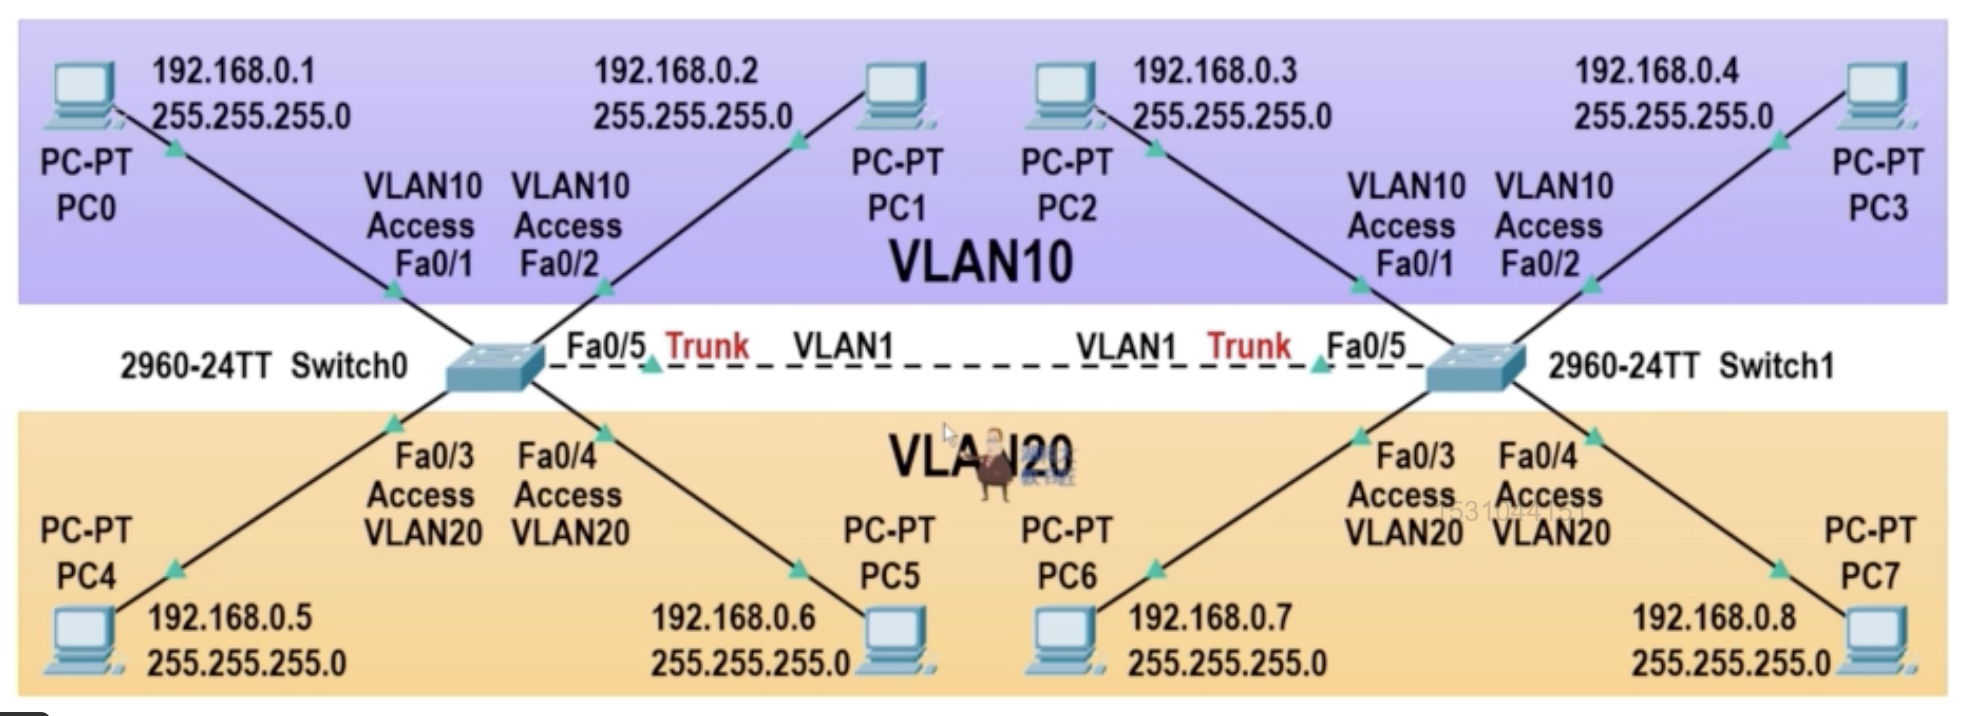 192.168.0.1
255.255.255.0
PC-PT
PC0
192.168.0.2
255.255.255.0
PC-PT
PC1
192.168.0.3
255.255.255.0
PC-PT
PC2
192.168.0.4
255.255.255.0
PC-PT
PC3
VLAN10
Access
Fa0/1
VLAN10
Access
Fa0/2
VLAN10
VLAN10
Access
Fa0/1
VLAN10
Access
Fa0/2
2960-24TT Switch0
Fa0/5 Trunk VLAN1
VLAN1 Trunk Fa0/5
2960-24TT Switch1
Fa0/3
Access
VLAN20
Fa0/4
Access
VLAN20
VLAN20
Fa0/3
Access
VLAN20
Fa0/4
Access
VLAN20
1531044151
PC-PT
PC4
192.168.0.5
255.255.255.0
PC-PT
PC5
192.168.0.6
255.255.255.0
PC-PT
PC6
192.168.0.7
255.255.255.0
PC-PT
PC7
192.168.0.8
255.255.255.0